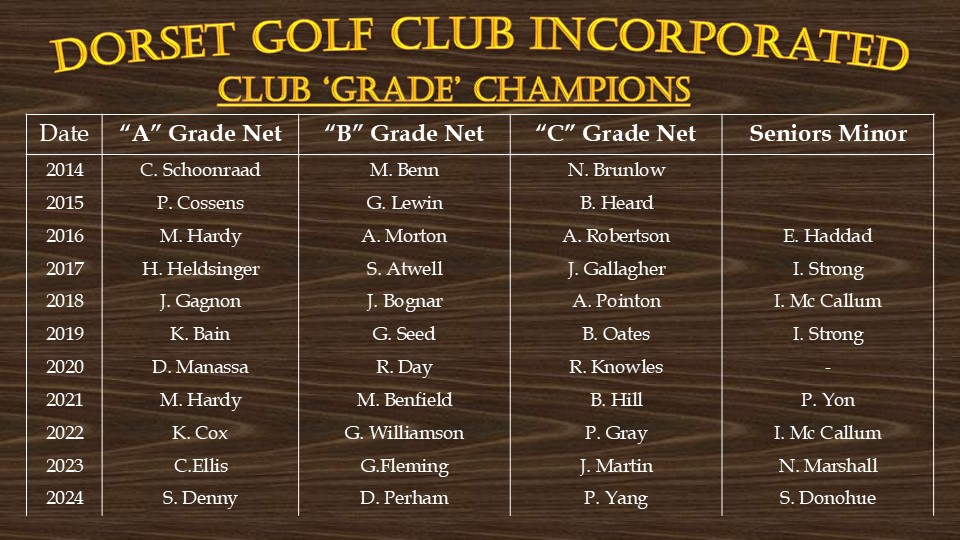 DORSET GOLF CLUB INCORPORATED
CLUB ‘GRADE’ CHAMPIONS
Date “A” Grade Net “B” Grade Net “C” Grade Net Seniors Minor
2014 C. Schoonraad M. Benn N. Brunlow
2015 P. Cossens G. Lewin B. Heard
2016 M. Hardy A. Morton A. Robertson E. Haddad
2017 H. Heldsinger S. Atwell J. Gallagher I. Strong
2018 J. Gagnon J. Bognar A. Pointon I. Mc Callum
2019 K. Bain G. Seed B. Oates I. Strong
2020 D. Manassa R. Day R. Knowles -
2021 M. Hardy M. Benfield B. Hill P. Yon
2022 K. Cox G. Williamson P. Gray I. Mc Callum
2023 C.Ellis G.Fleming J. Martin N. Marshall
2024 S. Denny D. Perham P. Yang S. Donohue